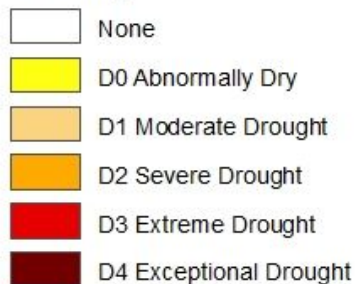 None
D0 Abnormally Dry
D1 Moderate Drought
D2 Severe Drought
D3 Extreme Drought
D4 Exceptional Drought